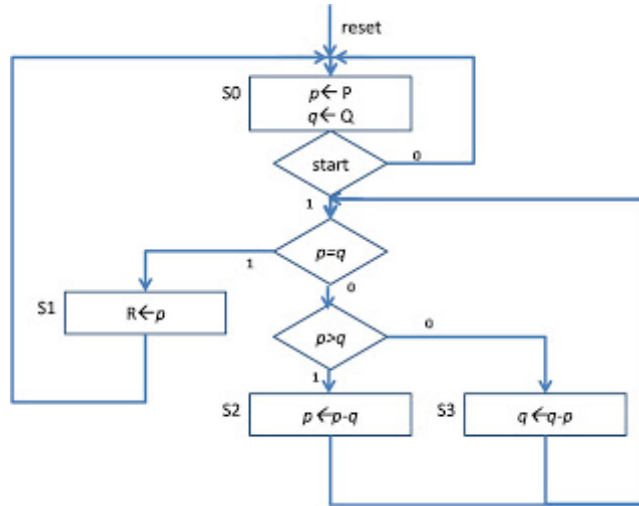 reset
S0
p← P
q← Q
start
0
1
p=q
1
0
S1
R←p
p>q
0
1
S2
p←p-q
S3
q←q-p